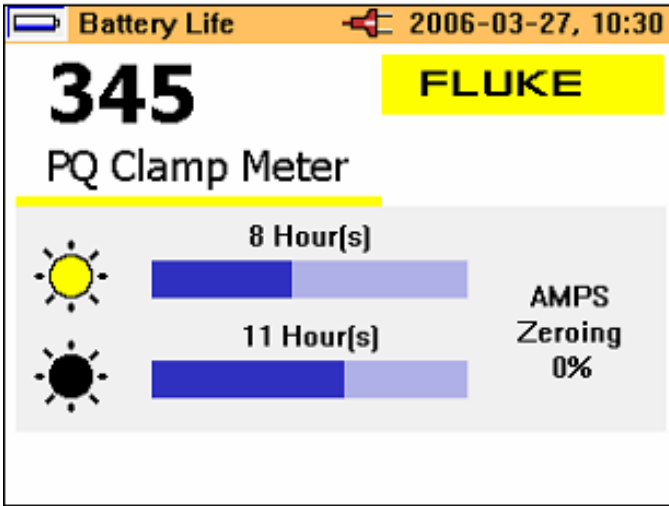 Battery Life 2006-03-27, 10:30
345
FLUKE
PQ Clamp Meter
8 Hour(s)
11 Hour(s)
AMPS
Zeroing
0%